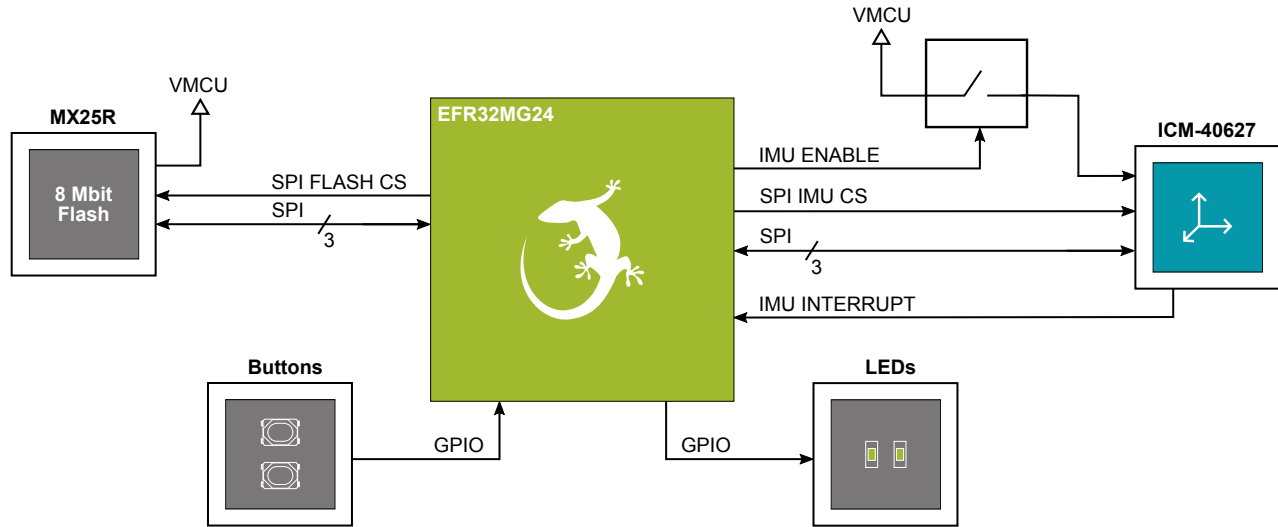 VMCU
VMCU
MX25R
8 Mbit
Flash
SPI FLASH CS
SPI
3
EFR32MG24
IMU ENABLE
SPI IMU CS
SPI
3
IMU INTERRUPT
ICM-40627
Buttons
GPIO
GPIO
LEDs